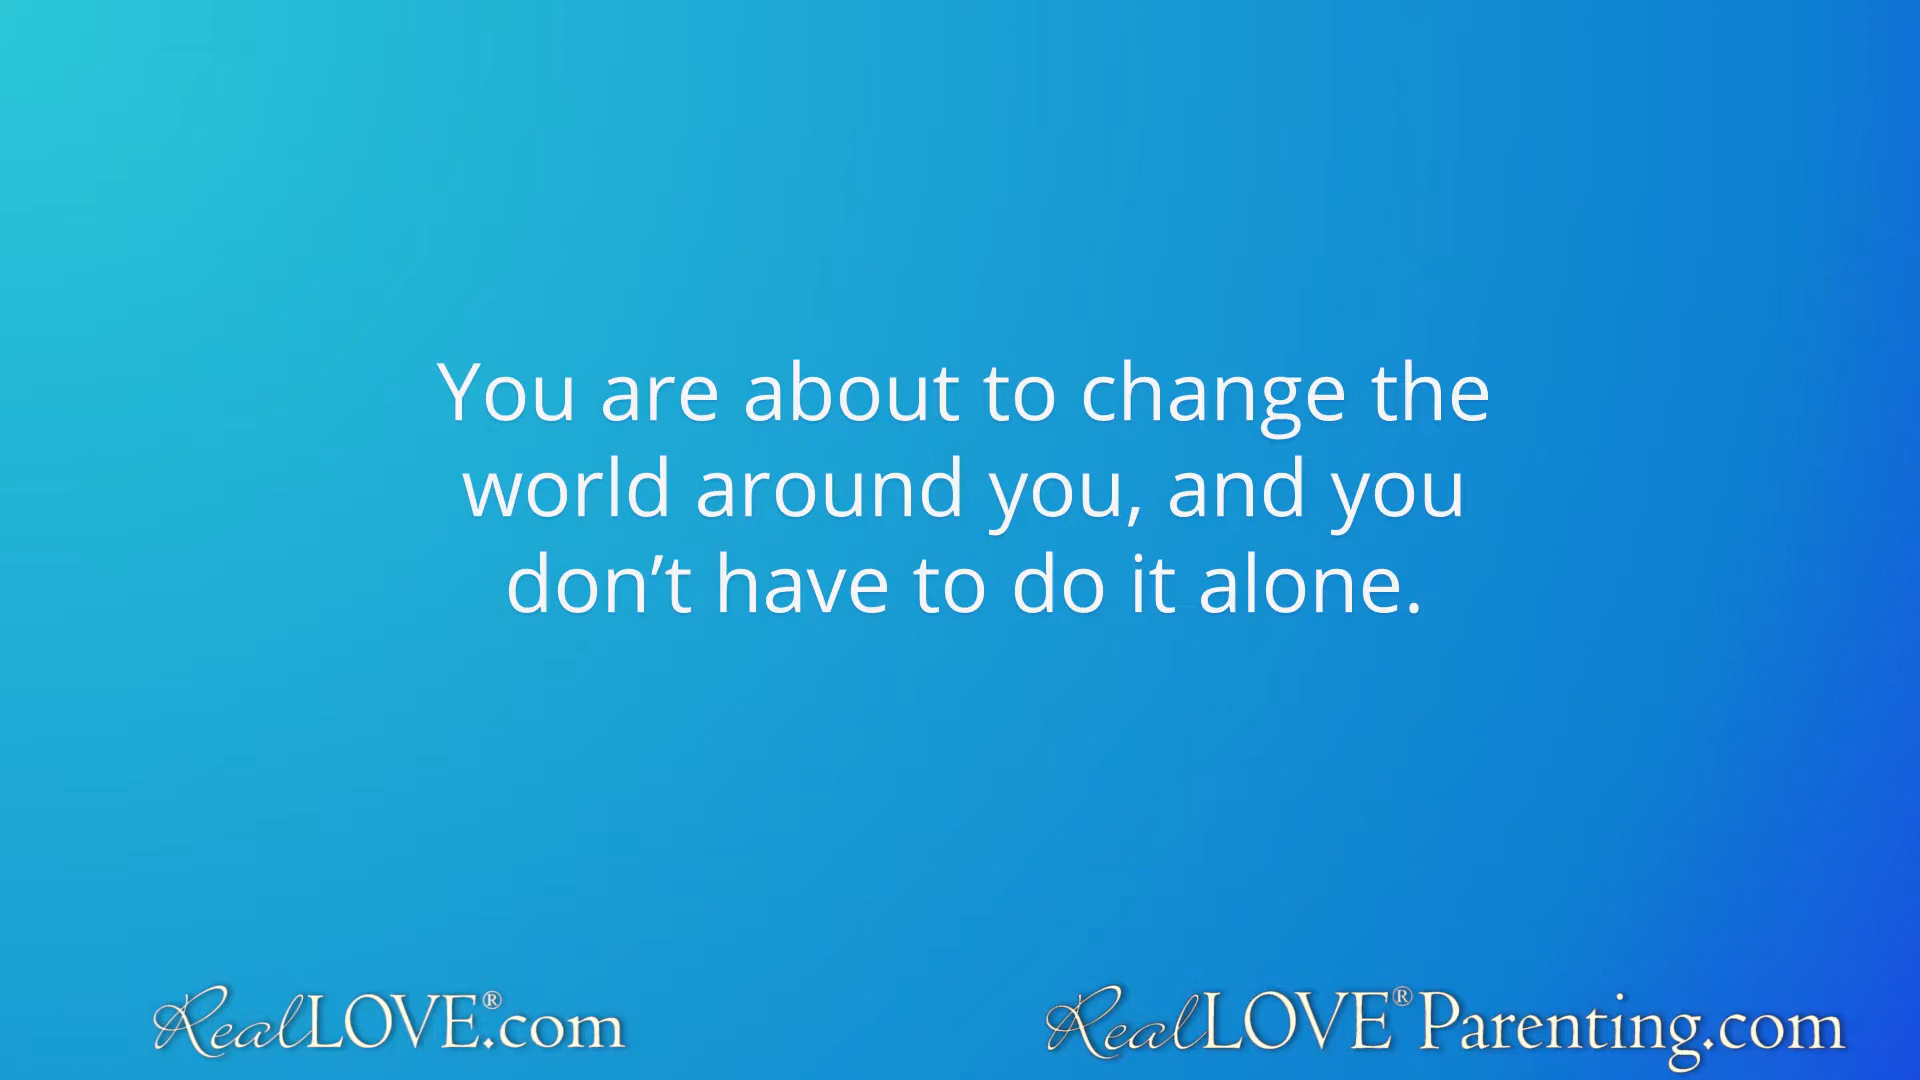 You are about to change the
world around you, and you
don’t have to do it alone.
RealLOVE®.com
RealLOVE®Parenting.com